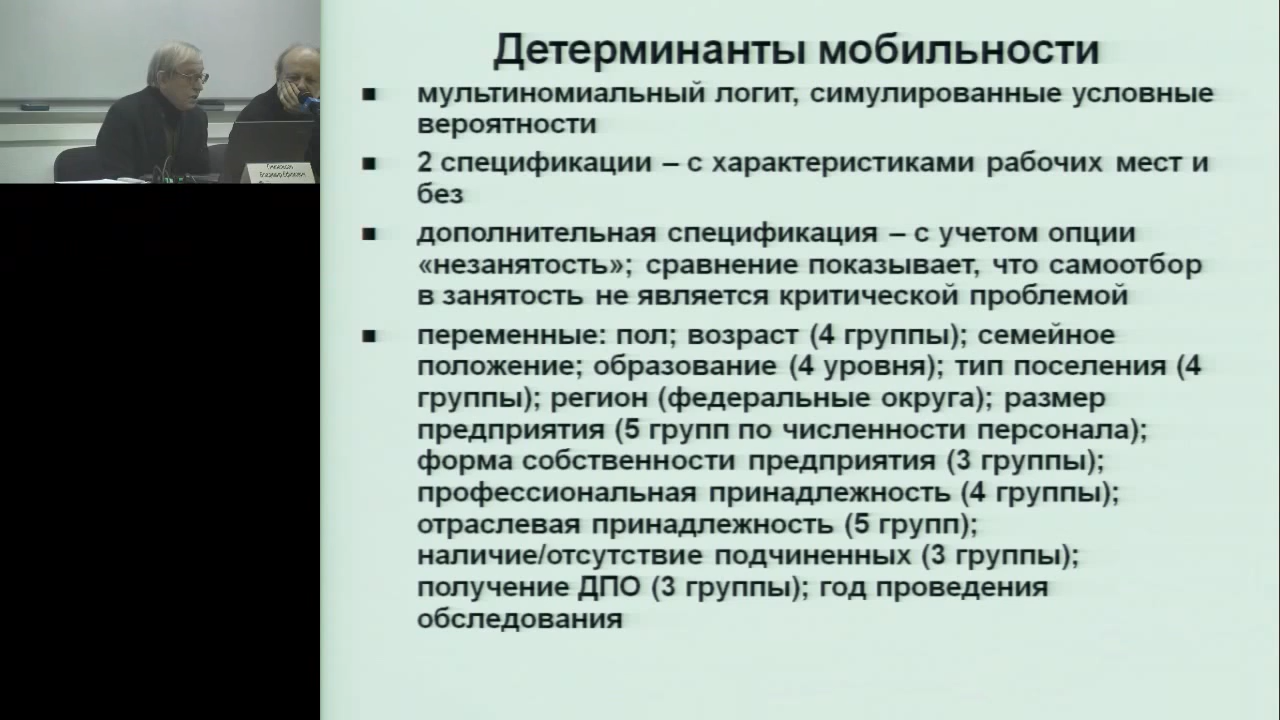 Детерминанты мобильности
▪ мультиномиальный логит, симулированные условные
вероятности
▪ 2 спецификации – с характеристиками рабочих мест и
без
▪ дополнительная спецификация – с учетом опции
«незанятость»; сравнение показывает, что самоотбор
в занятость не является критической проблемой
▪ переменные: пол; возраст (4 группы); семейное
положение; образование (4 уровня); тип поселения (4
группы); регион (федеральные округа); размер
предприятия (5 групп по численности персонала);
форма собственности предприятия (3 группы);
профессиональная принадлежность (4 группы);
отраслевая принадлежность (5 групп);
наличие/отсутствие подчиненных (3 группы);
получение ДПО (3 группы); год проведения
обследования